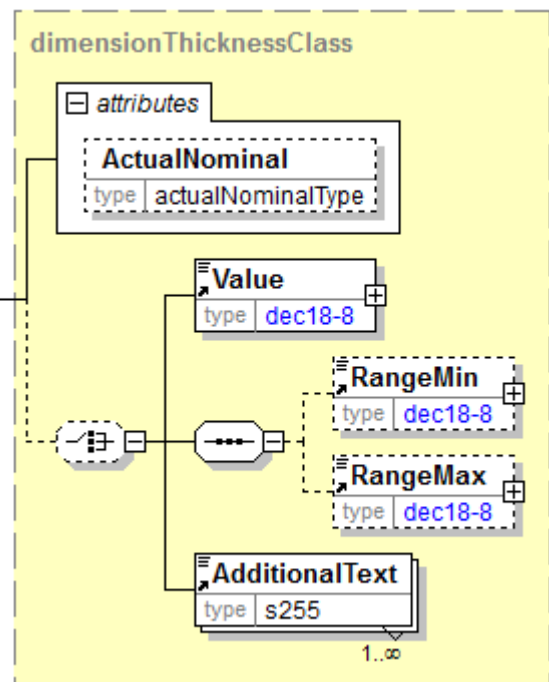 dimensionThicknessClass
attributes
ActualNominal
type actualNominalType
Value
type dec18-8
RangeMin
type dec18-8
RangeMax
type dec18-8
AdditionalText
type s255
1..∞